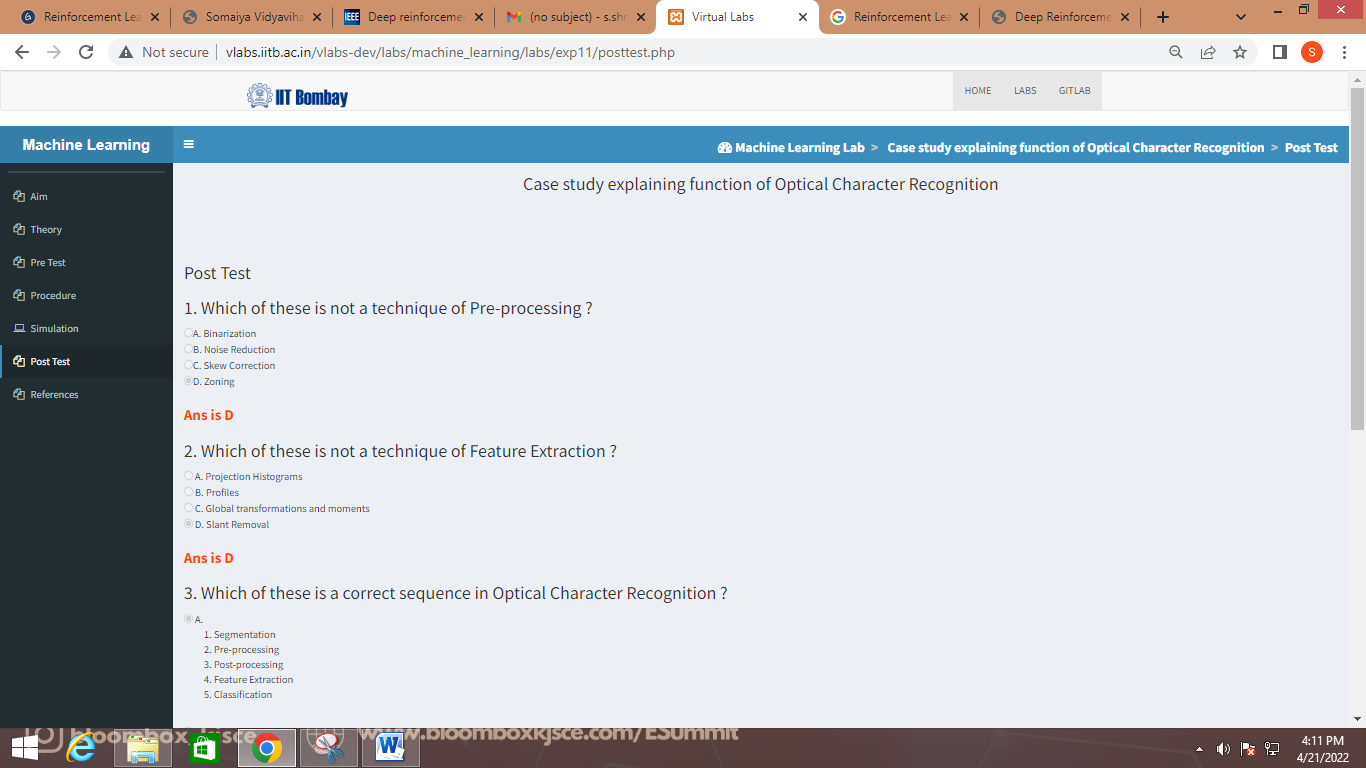 Reinforcement Lea
Somaiya Vidyaviha
IEEE Deep reinforcemen
(no subject) - s.shr
Virtual Labs
Reinforcement Lea
Deep Reinforceme
Not secure vlabs.iitb.ac.in/vlabs-dev/labs/machine_learning/labs/exp11/posttest.php
S
IIT Bombay
HOME LABS GITLAB
Machine Learning
Machine Learning Lab > Case study explaining function of Optical Character Recognition > Post Test
Aim
Theory
Pre Test
Procedure
Simulation
Post Test
References
Case study explaining function of Optical Character Recognition
Post Test
1. Which of these is not a technique of Pre-processing ?
A. Binarization
B. Noise Reduction
C. Skew Correction
D. Zoning
Ans is D
2. Which of these is not a technique of Feature Extraction ?
A. Projection Histograms
B. Profiles
C. Global transformations and moments
D. Slant Removal
Ans is D
3. Which of these is a correct sequence in Optical Character Recognition ?
A.
1. Segmentation
2. Pre-processing
3. Post-processing
4. Feature Extraction
5. Classification
www.bloomboxkjsce.com/ESummit
4:11 PM
4/21/2022